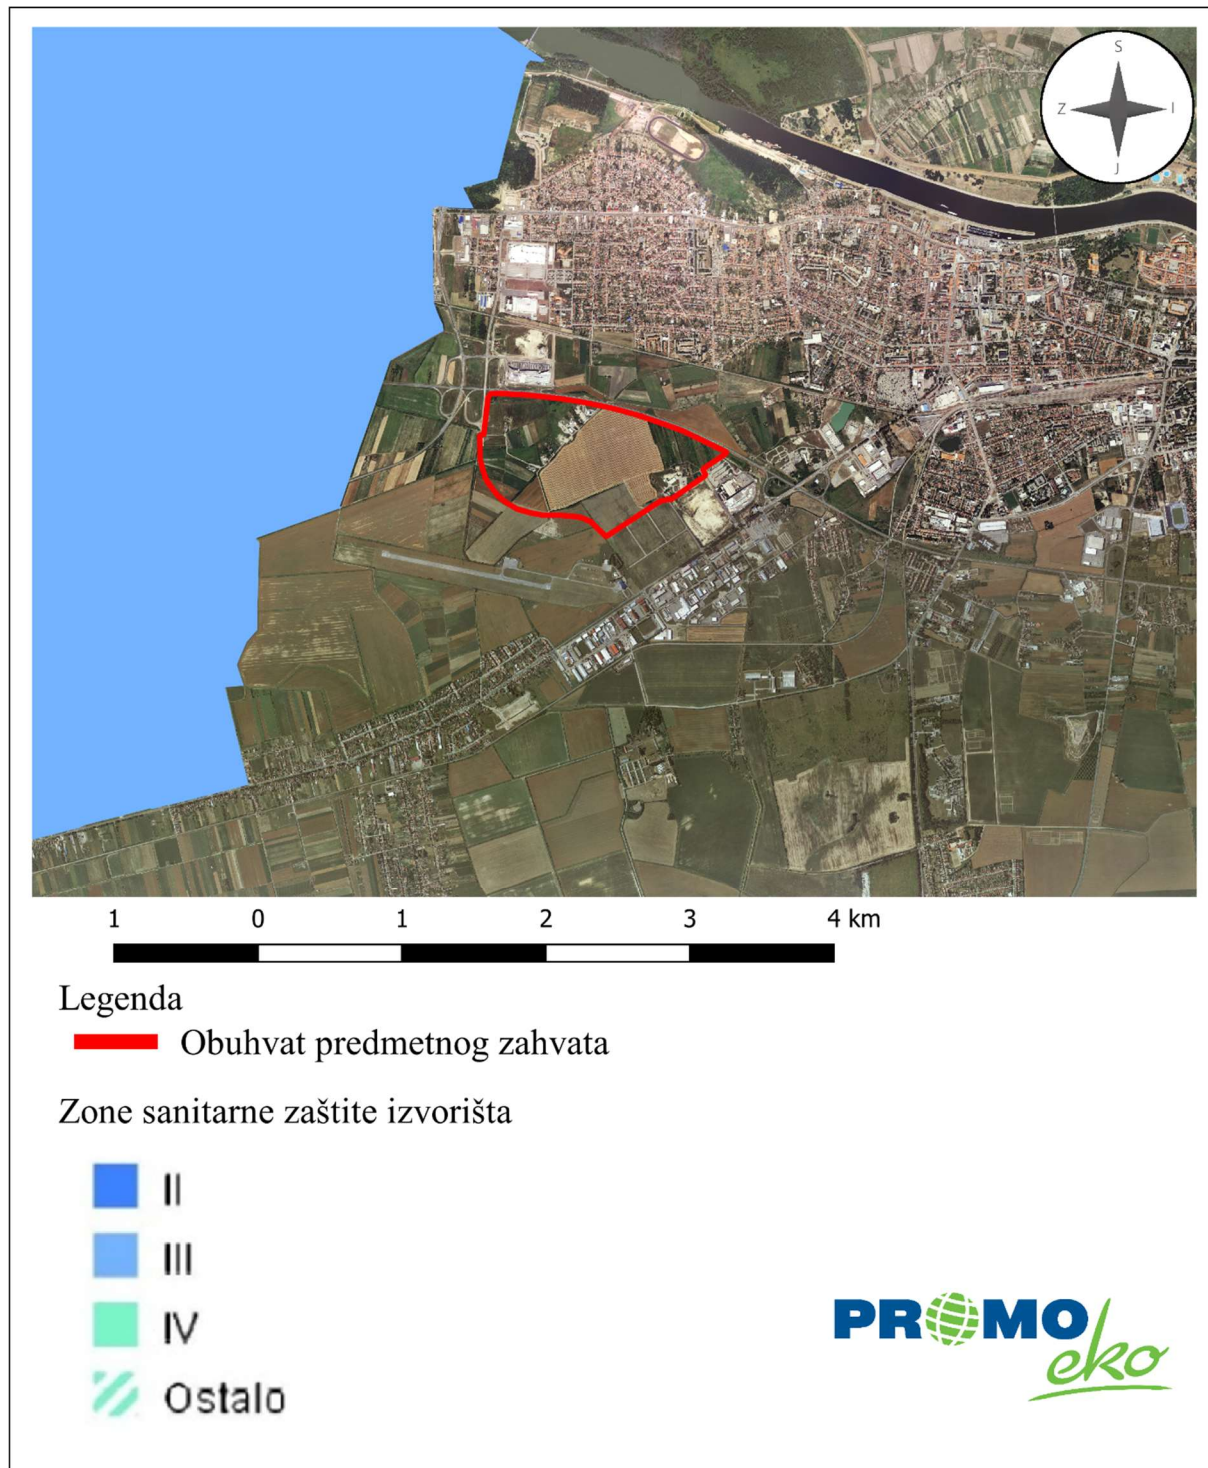 S
Z I
J
1 0 1 2 3 4 km
Legenda
Obuhvat predmetnog zahvata
Zone sanitarne zaštite izvorišta
II
III
IV
Ostalo
PROMO
eko